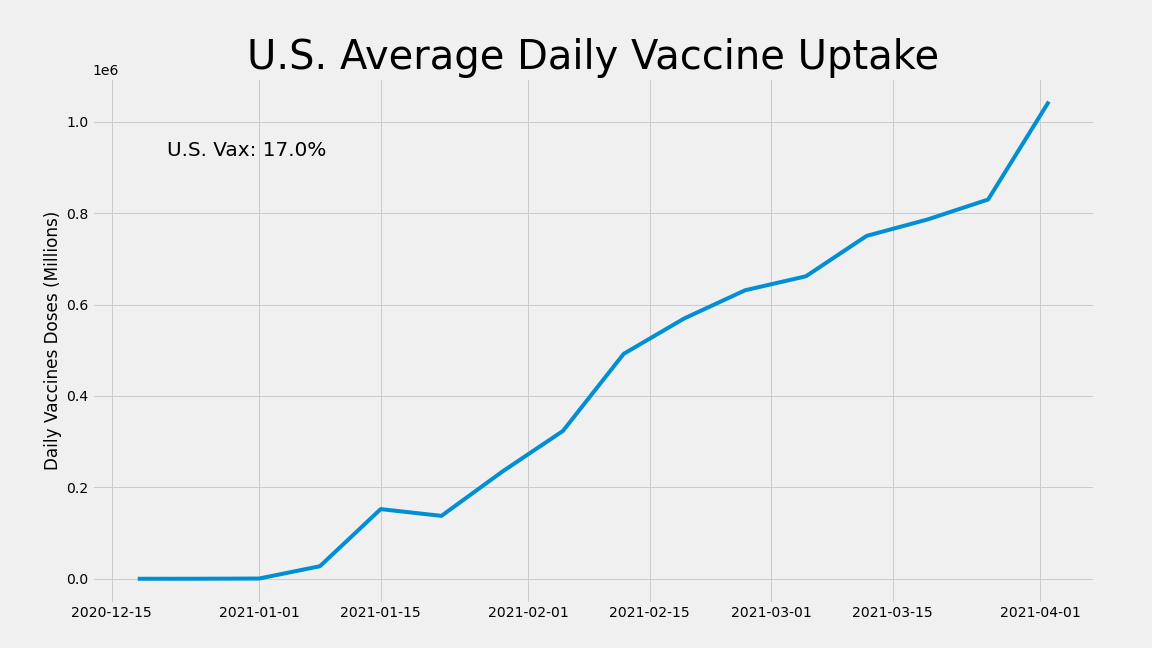 U.S. Average Daily Vaccine Uptake
1e6
1.0
U.S. Vax: 17.0%
0.8
0.6
0.4
0.2
0.0
Daily Vaccines Doses (Millions)
2020-12-15 2021-01-01 2021-01-15 2021-02-01 2021-02-15 2021-03-01 2021-03-15 2021-04-01